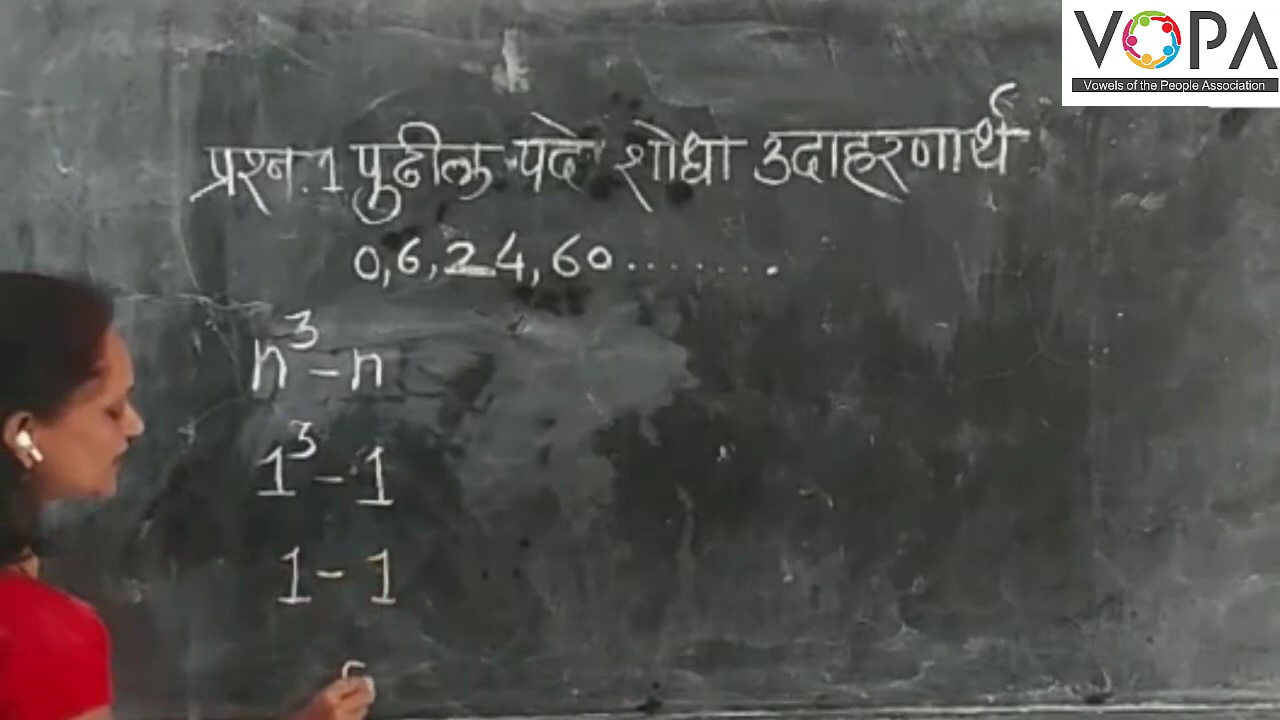 VOPA
Vowels of the People Association
प्रश्न.1 पुढील पदे शोधा उदाहरणार्थ
0,6,24,60.......
n³-n
1³-1
1-1